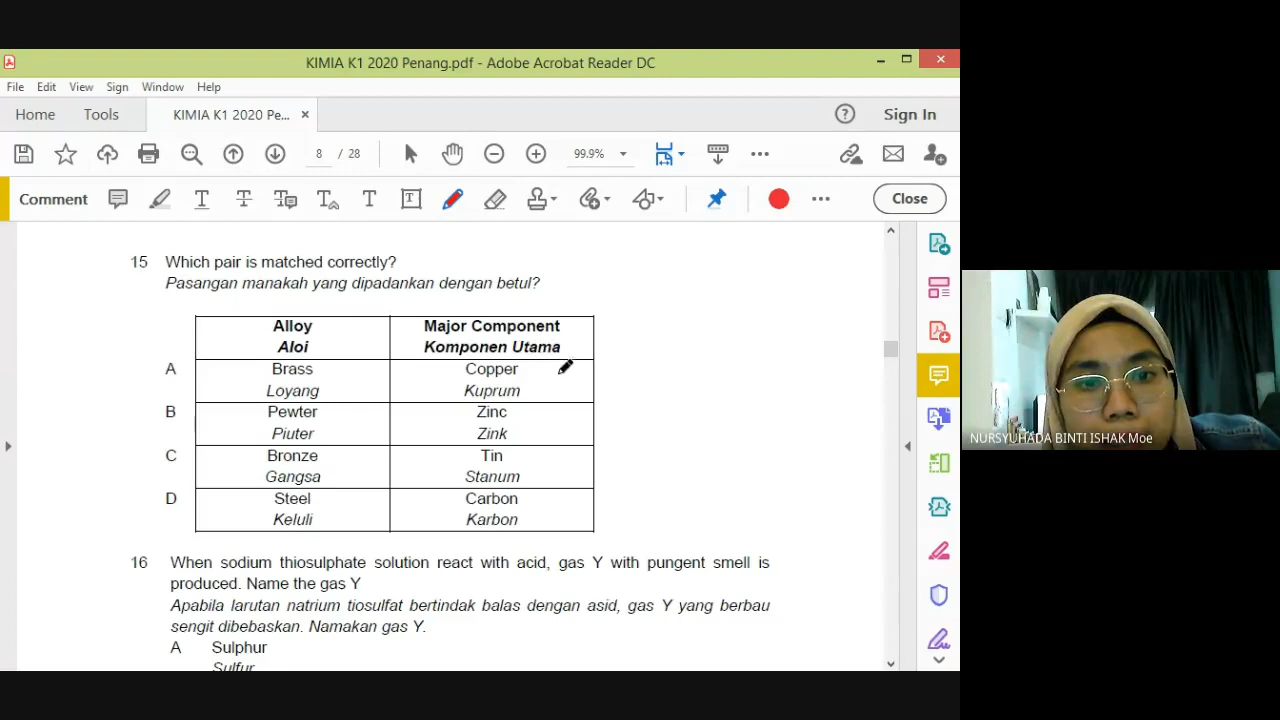 KIMIA K1 2020 Penang.pdf - Adobe Acrobat Reader DC
File Edit View Sign Window Help
Home Tools KIMIA K1 2020 Pe... × Sign In
8 / 28 99.9%
Comment Close
15 Which pair is matched correctly?
Pasangan manakah yang dipadankan dengan betul?
Alloy Major Component
Aloi Komponen Utama
A Brass Copper
Loyang Kuprum
B Pewter Zinc
Piuter Zink
C Bronze Tin
Gangsa Stanum
D Steel Carbon
Keluli Karbon
16 When sodium thiosulphate solution react with acid, gas Y with pungent smell is
produced. Name the gas Y
Apabila larutan natrium tiosulfat bertindak balas dengan asid, gas Y yang berbau
sengit dibebaskan. Namakan gas Y.
A Sulphur
Sulfur
NURSYUHADA BINTI ISHAK Moe